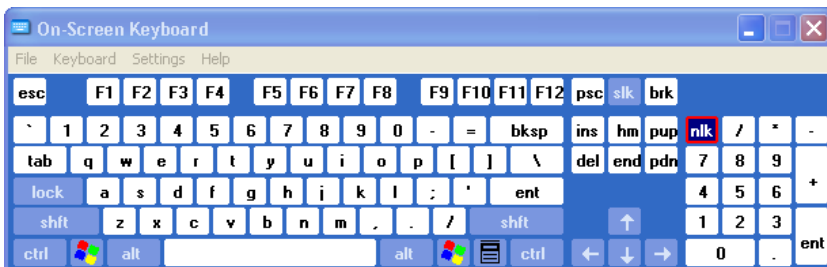 On-Screen Keyboard
File Keyboard Settings Help
esc F1 F2 F3 F4 F5 F6 F7 F8 F9 F10 F11 F12 psc slk brk
` 1 2 3 4 5 6 7 8 9 0 - = bksp ins hm pup nlk / * -
tab q w e r t y u i o p [ ] \ del end pdn 7 8 9 +
lock a s d f g h j k l ; ' ent 4 5 6
shft z x c v b n m , . / shft ↑ 1 2 3 ent
ctrl alt alt ctrl ← ↓ → 0 .